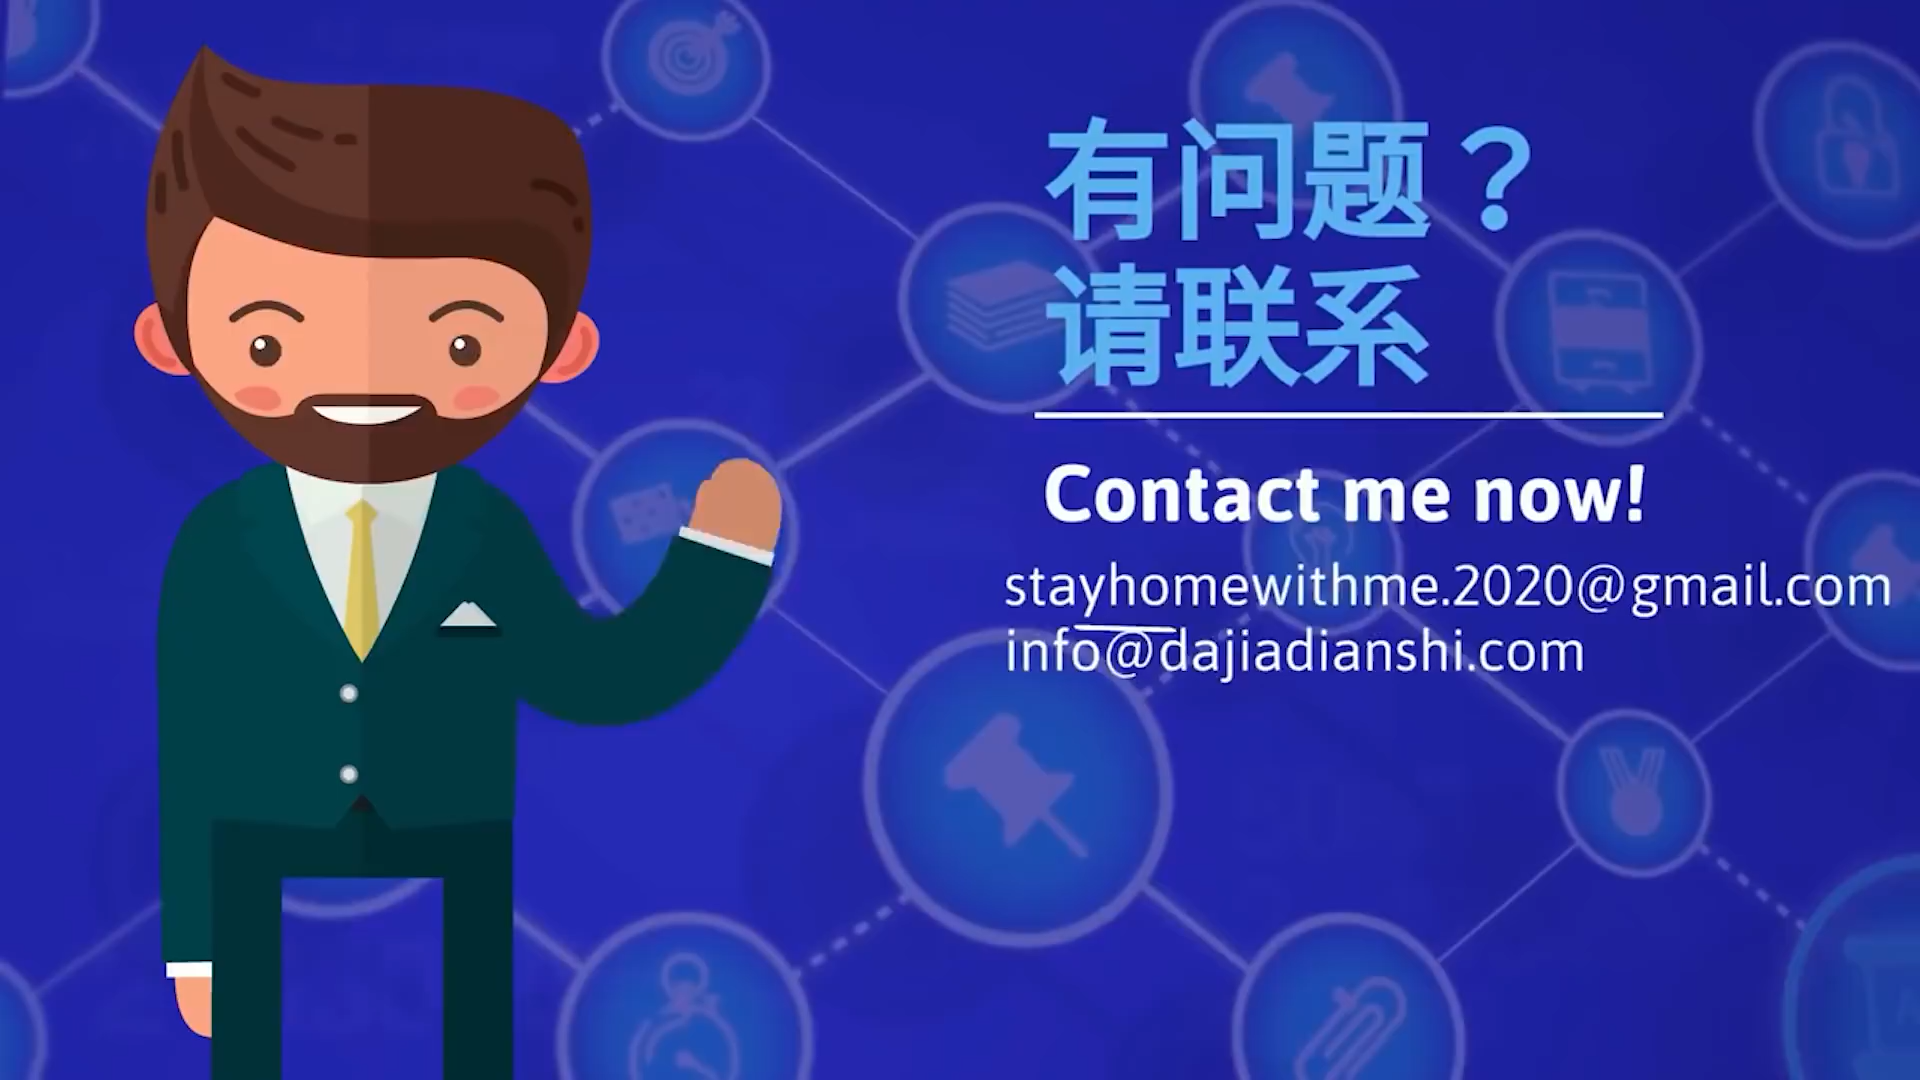 有问题？
请联系
Contact me now!
stayhomewithme.2020@gmail.com
info@dajiadianshi.com